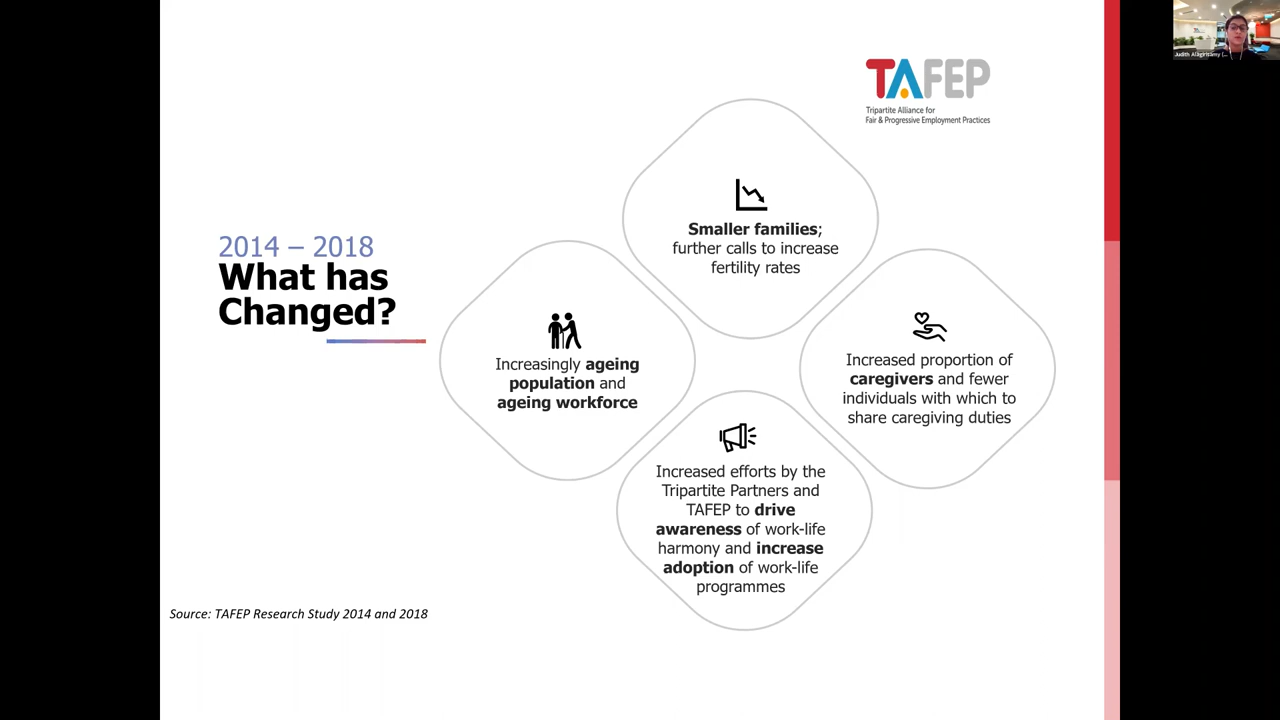 TAFEP
Tripartite Alliance for
Fair & Progressive Employment Practices
2014 – 2018
What has
Changed?
Smaller families;
further calls to increase
fertility rates
Increasingly ageing
population and
ageing workforce
Increased proportion of
caregivers and fewer
individuals with which to
share caregiving duties
Increased efforts by the
Tripartite Partners and
TAFEP to drive
awareness of work-life
harmony and increase
adoption of work-life
programmes
Source: TAFEP Research Study 2014 and 2018
Judith Alagirisamy (...